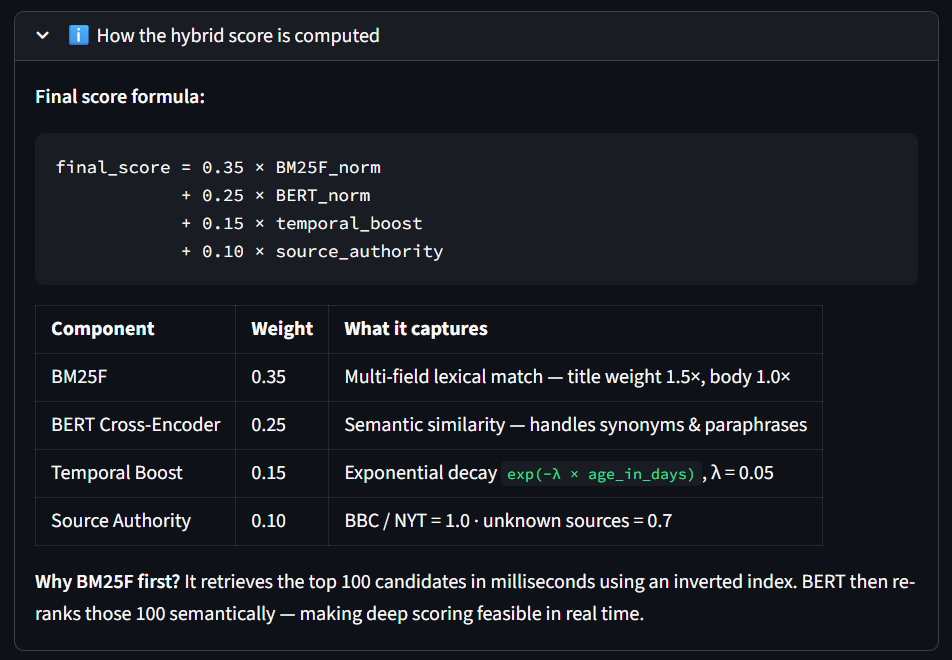 ℹ️ How the hybrid score is computed
Final score formula:
final_score = 0.35 × BM25F_norm
+ 0.25 × BERT_norm
+ 0.15 × temporal_boost
+ 0.10 × source_authority
Component Weight What it captures
BM25F 0.35 Multi-field lexical match — title weight 1.5×, body 1.0×
BERT Cross-Encoder 0.25 Semantic similarity — handles synonyms & paraphrases
Temporal Boost 0.15 Exponential decay exp(-λ × age_in_days) , λ = 0.05
Source Authority 0.10 BBC / NYT = 1.0 · unknown sources = 0.7
Why BM25F first? It retrieves the top 100 candidates in milliseconds using an inverted index. BERT then re-
ranks those 100 semantically — making deep scoring feasible in real time.